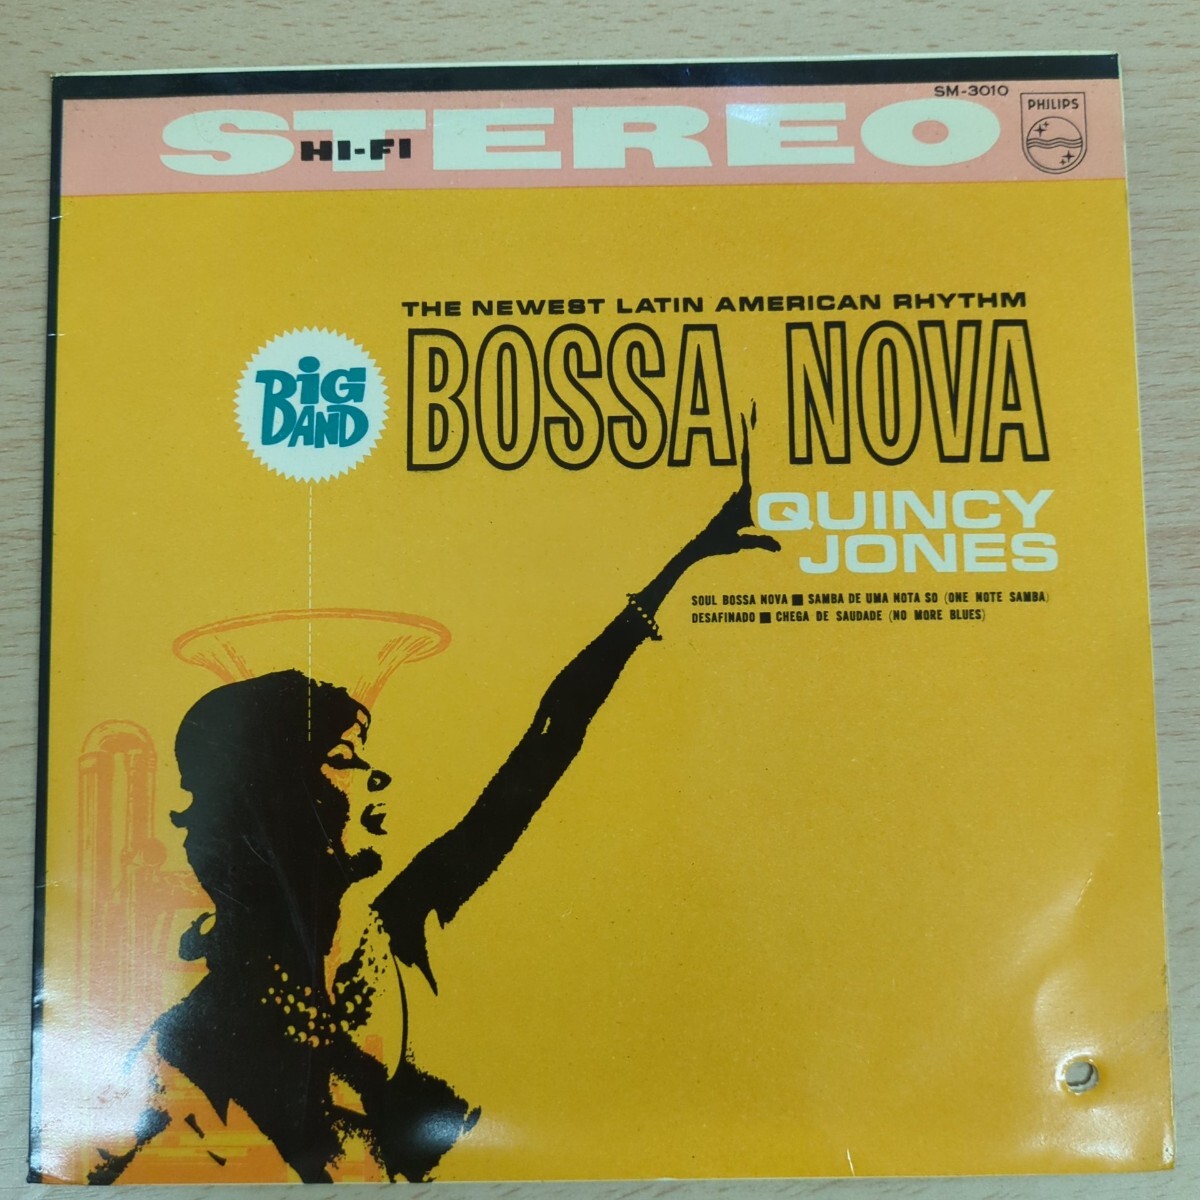 SM-3010
PHILIPS
STEREO
HI-FI
THE NEWEST LATIN AMERICAN RHYTHM
BiG
BAND
BOSSA NOVA
QUINCY
JONES
SOUL BOSSA NOVA ■ SAMBA DE UMA NOTA SO (ONE NOTE SAMBA)
DESAFINADO ■ CHEGA DE SAUDADE (NO MORE BLUES)